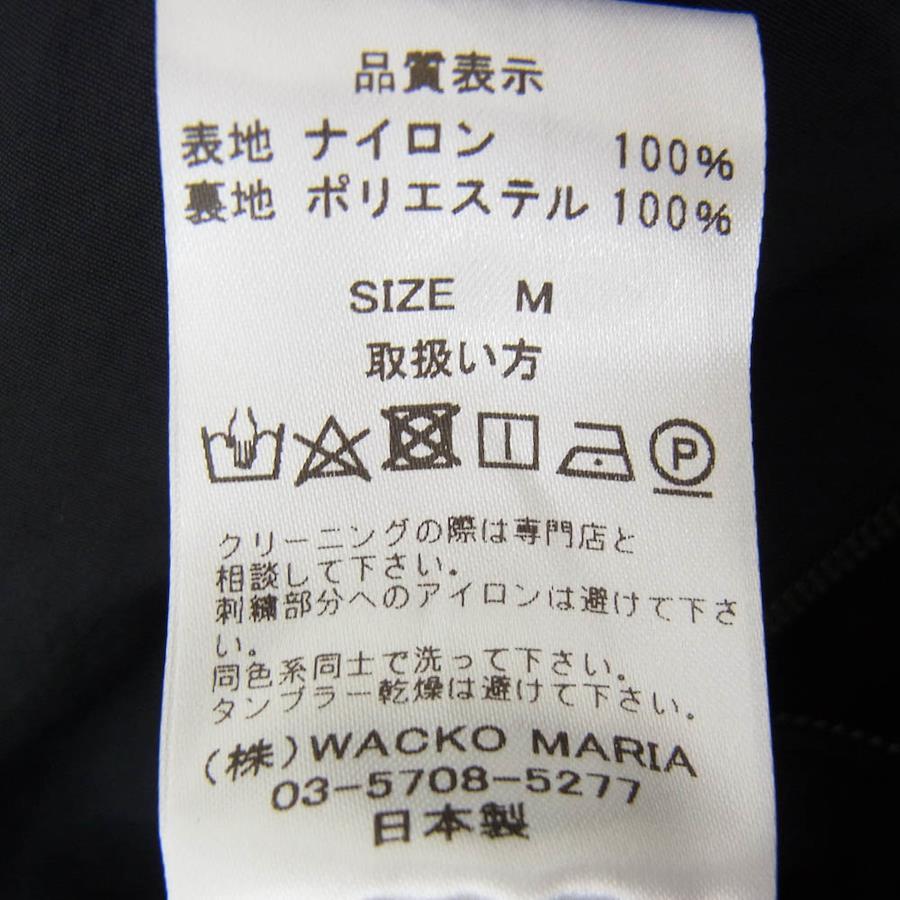 品質表示
表地 ナイロン 100%
裏地 ポリエステル 100%
SIZE M
取扱い方
P
クリーニングの際は専門店と
相談して下さい。
刺繍部分へのアイロンは避けて下さ
い。
同色系同士で洗って下さい。
タンブラー乾燥は避けて下さい。
(株)WACKO MARIA
03-5708-5277
日本製